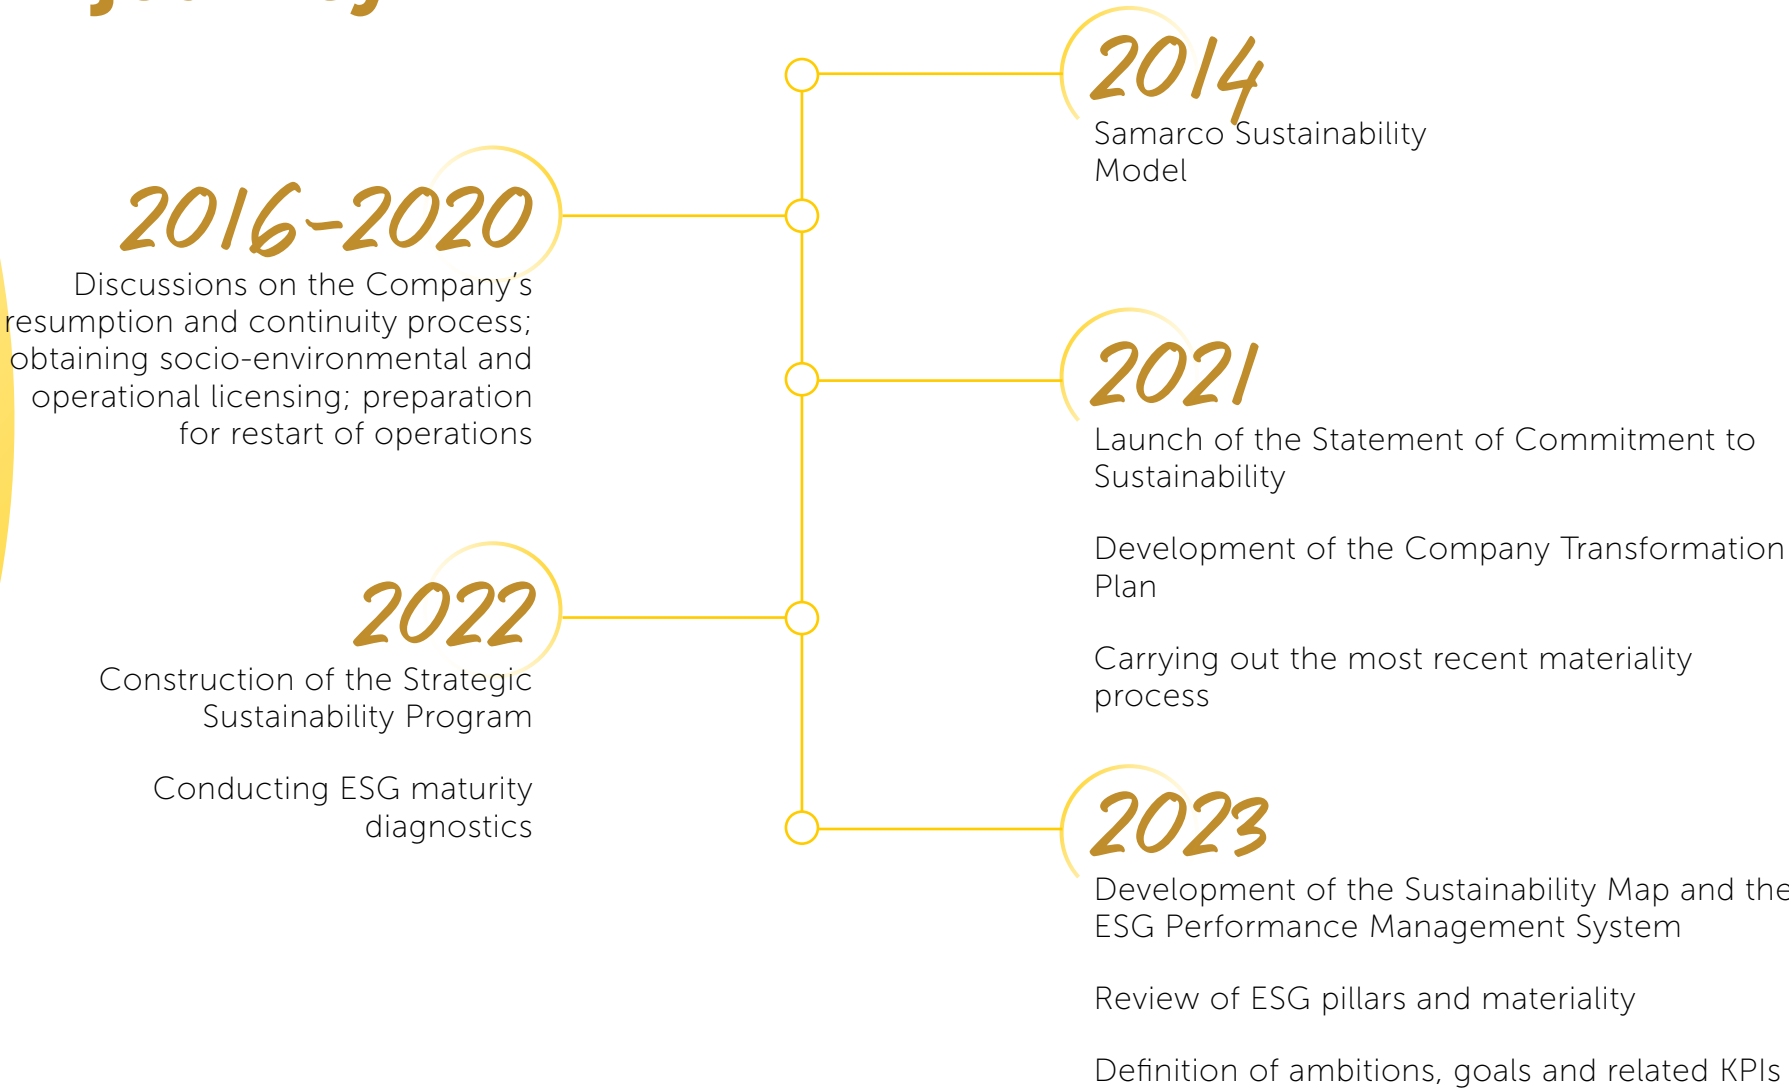 2014
Samarco Sustainability
Model
2016-2020
Discussions on the Company's
resumption and continuity process;
obtaining socio-environmental and
operational licensing; preparation
for restart of operations
2021
Launch of the Statement of Commitment to
Sustainability
Development of the Company Transformation
Plan
Carrying out the most recent materiality
process
2022
Construction of the Strategic
Sustainability Program
Conducting ESG maturity
diagnostics
2023
Development of the Sustainability Map and the
ESG Performance Management System
Review of ESG pillars and materiality
Definition of ambitions, goals and related KPIs